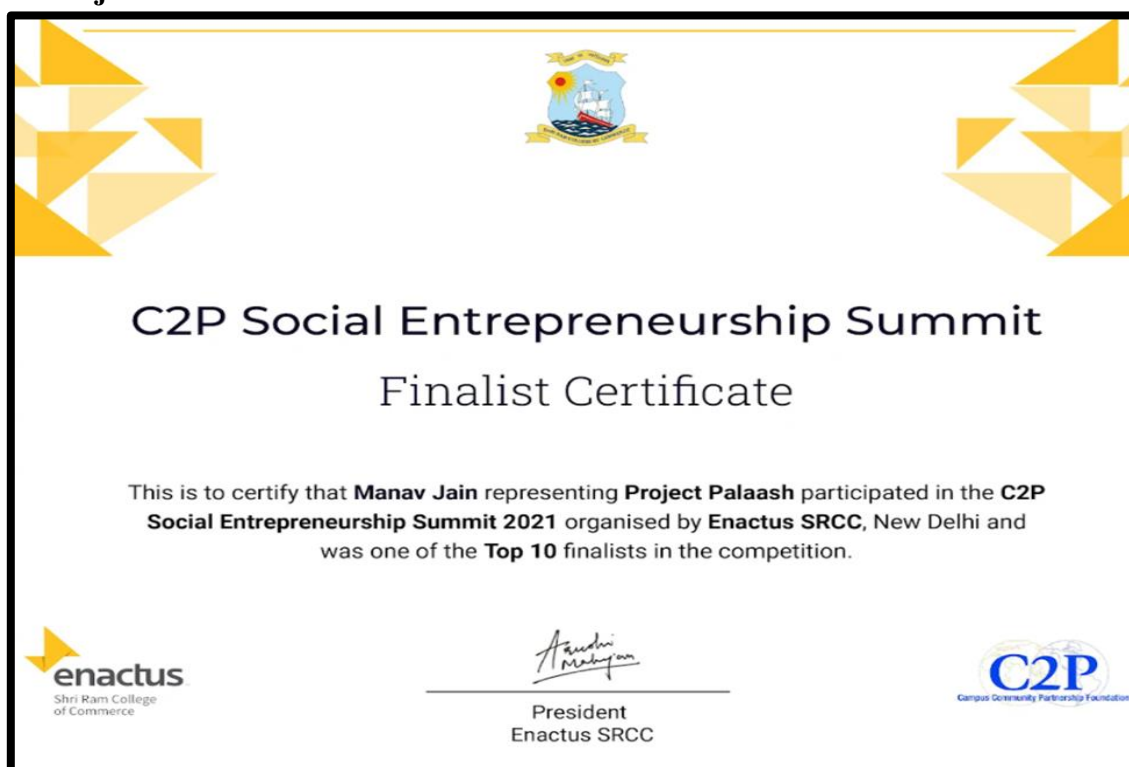 C2P Social Entrepreneurship Summit
Finalist Certificate
This is to certify that Manav Jain representing Project Palaash participated in the C2P
Social Entrepreneurship Summit 2021 organised by Enactus SRCC, New Delhi and
was one of the Top 10 finalists in the competition.
enactus
Shri Ram College
of Commerce
President
Enactus SRCC
C2P
Campus Community Partnership Foundation